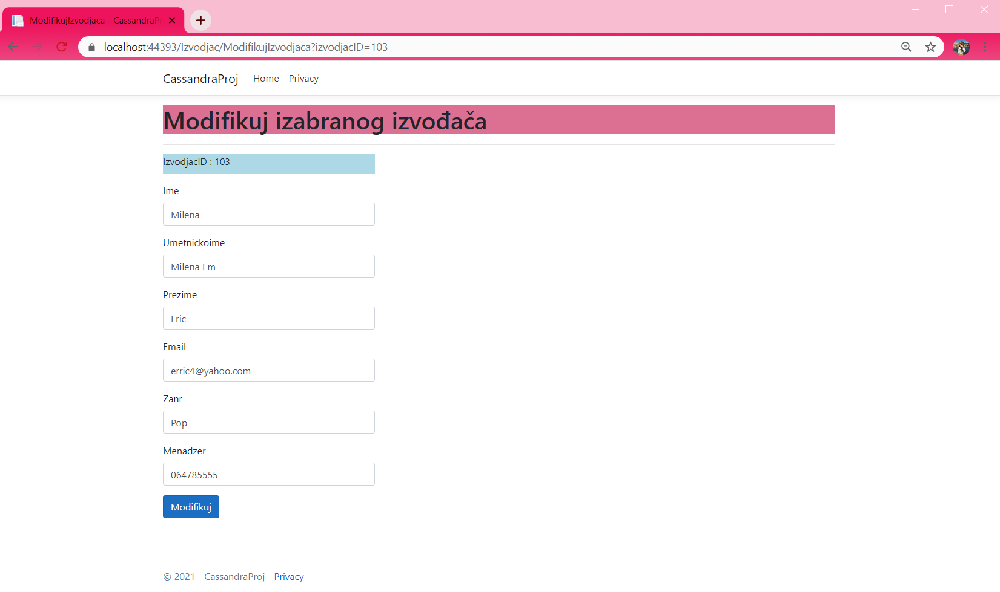 ModifikujIzvodjaca - CassandraP
localhost:44393/Izvodjac/ModifikujIzvodjaca?izvodjacID=103
CassandraProj Home Privacy
Modifikuj izabranog izvođača
IzvodjacID : 103
Ime
Milena
Umetnickoime
Milena Em
Prezime
Eric
Email
erric4@yahoo.com
Zanr
Pop
Menadzer
064785555
Modifikuj
© 2021 - CassandraProj - Privacy